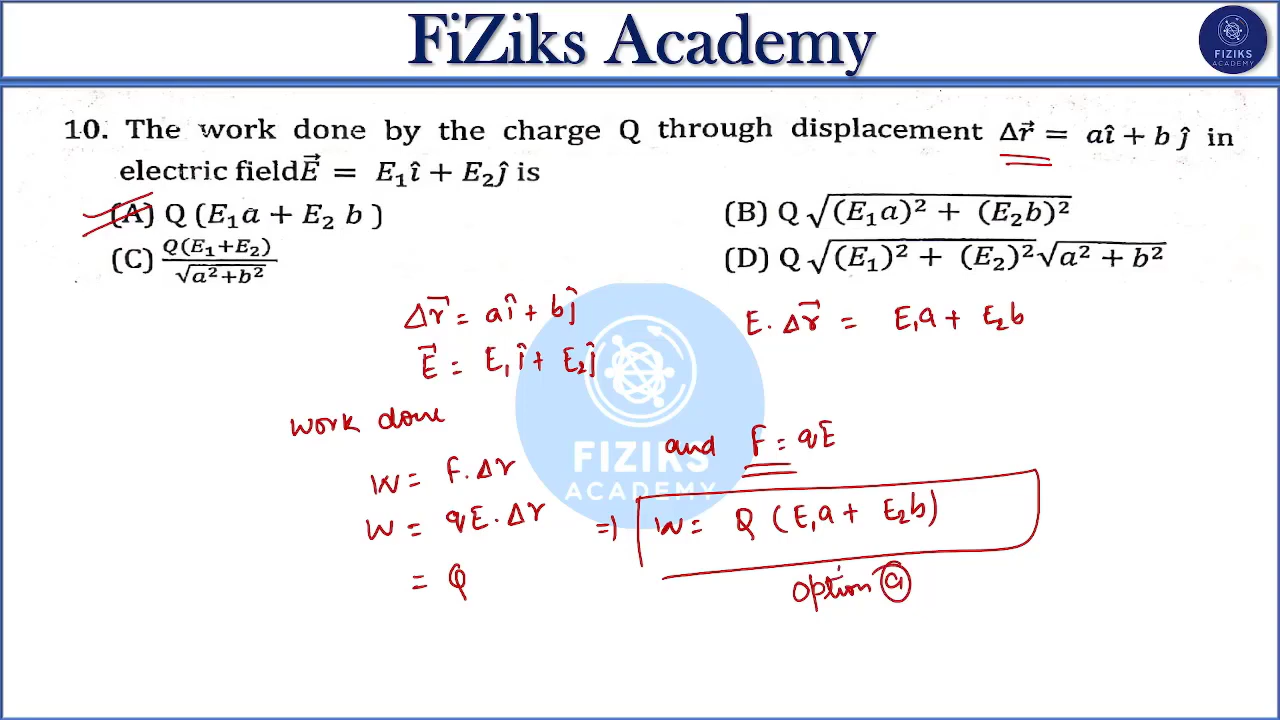 FiZiks Academy
FIZIKS
ACADEMY
10. The work done by the charge Q through displacement Δr⃗ = aî + b ĵ in
electric fieldE⃗ = E₁î + E₂ĵ is
(A) Q (E₁a + E₂ b )
(B) Q √((E₁a)² + (E₂b)²)
(C) Q(E₁+E₂)/√(a²+b²)
(D) Q √((E₁)² + (E₂)²)√(a² + b²)
Δr⃗ = aî + bĵ
E . Δr⃗ = E₁a + E₂b
E⃗ = E₁î + E₂ĵ
work done
and F = qE
W = F.Δr
FIZIKS
ACADEMY
W = qE.Δr ⇒ W = Q (E₁a + E₂b)
= Q
option (a)